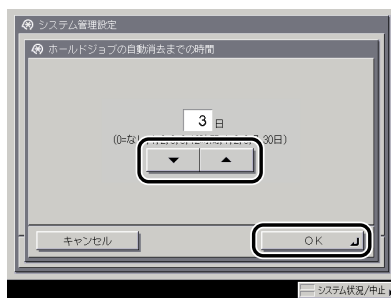 システム管理設定
ホールドジョブの自動消去までの時間
3 日
(0=な 30日)
キャンセル
OK
システム状況/中止